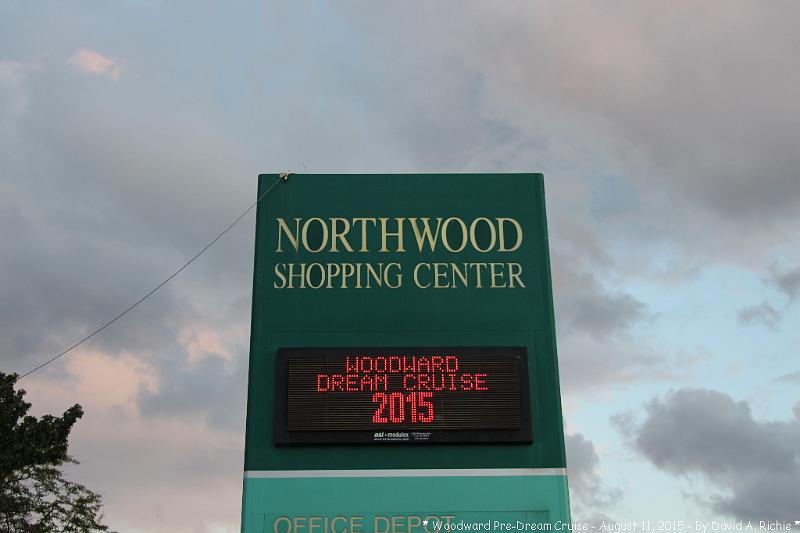 NORTHWOOD
SHOPPING CENTER
WOODWARD
DREAM CRUISE
2015
OFFICE DEPOT
* Woodward Pre-Dream Cruise - August 11, 2015 - By David A. Richie *